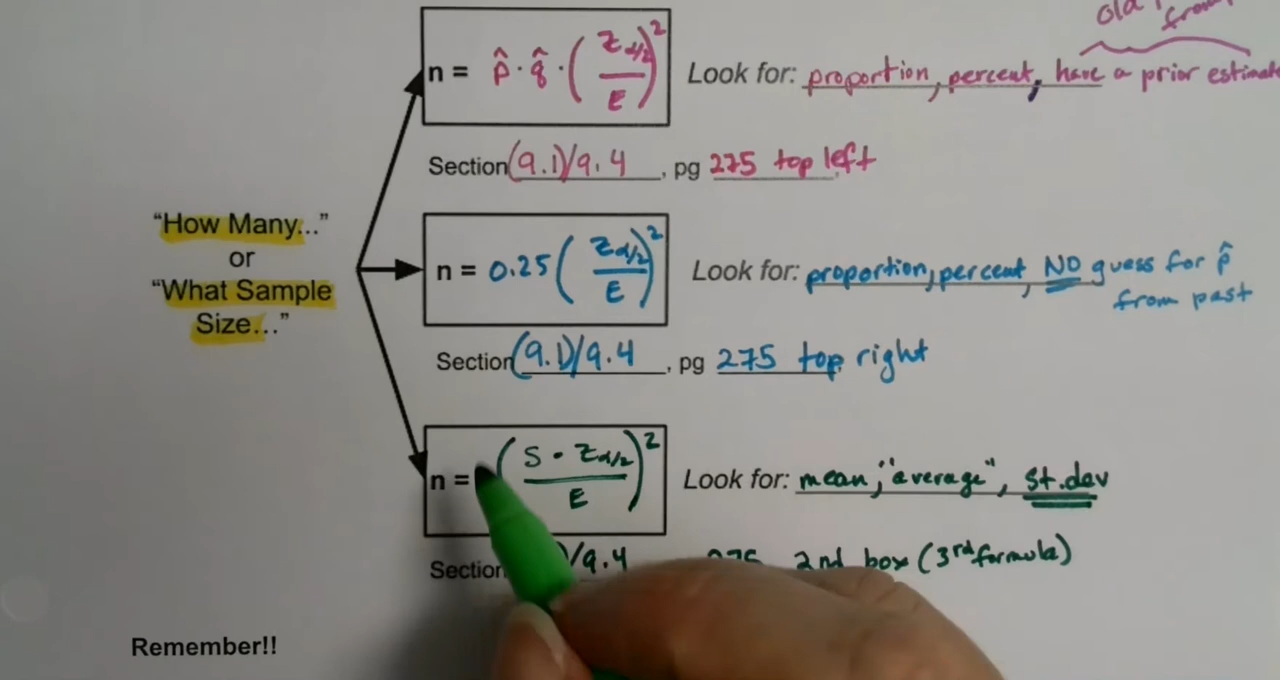 old from
n = p̂ · q̂ · (Zα/2 / E)²
Look for: proportion, percent, have a prior estimate
Section (9.1)/9.4, pg 275 top left
"How Many..."
or
"What Sample
Size..."
n = 0.25 (Zα/2 / E)²
Look for: proportion, percent, NO guess for p̂
from past
Section (9.1)/9.4, pg 275 top right
n = (S · Zα/2 / E)²
Look for: mean, "average", st.dev
Section /9.4 275 2nd box (3rd formula)
Remember!!